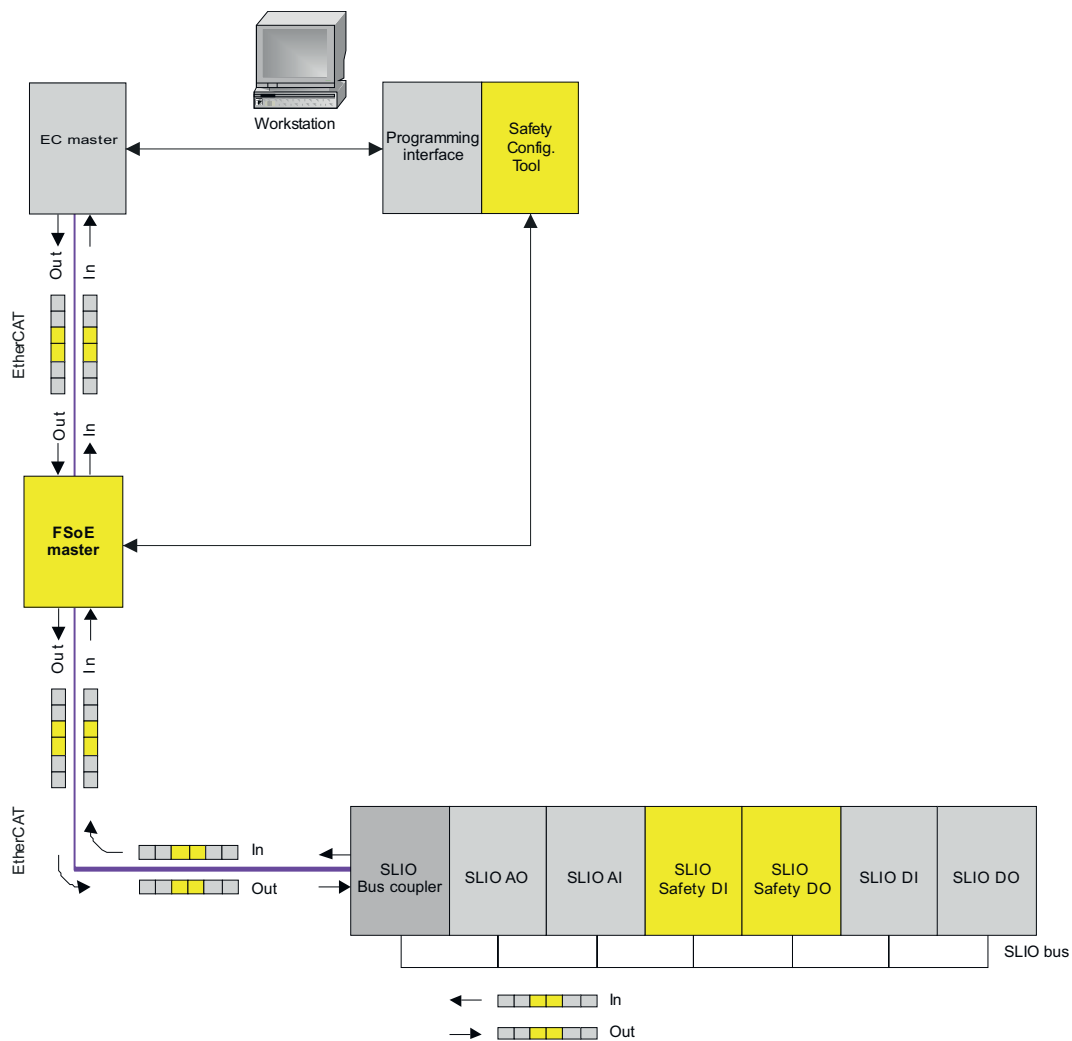 Workstation
EC master
Programming
interface
Safety
Config.
Tool
Out
In
EtherCAT
Out
In
FSoE
master
Out
In
EtherCAT
In
Out
SLIO
Bus coupler
SLIO AO
SLIO AI
SLIO
Safety DI
SLIO
Safety DO
SLIO DI
SLIO DO
SLIO bus
In
Out